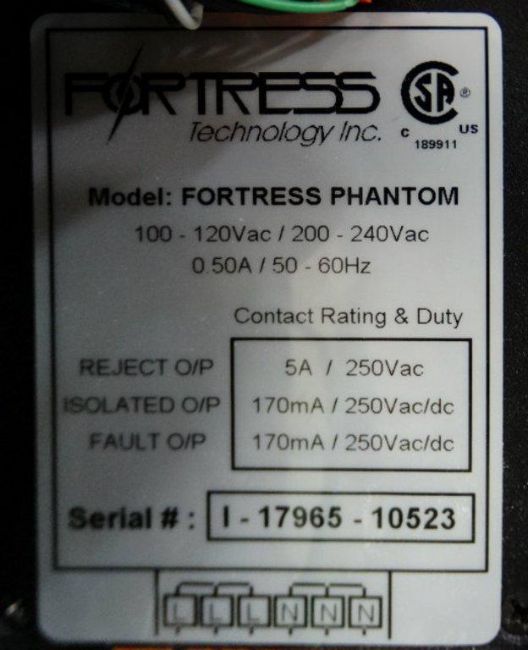 FORTRESS
Technology Inc.
CSA ®
C US
189911
Model: FORTRESS PHANTOM
100 - 120Vac / 200 - 240Vac
0.50A / 50 - 60Hz
Contact Rating & Duty
REJECT O/P 5A / 250Vac
ISOLATED O/P 170mA / 250Vac/dc
FAULT O/P 170mA / 250Vac/dc
Serial # : I - 17965 - 10523
L L L N N N